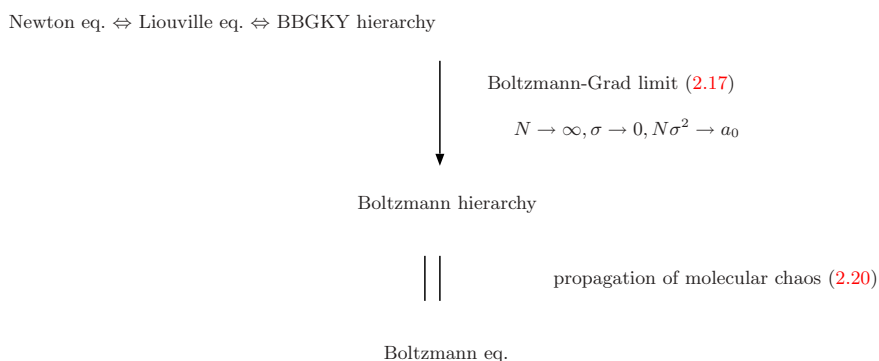 Newton eq. ⇔ Liouville eq. ⇔ BBGKY hierarchy
Boltzmann-Grad limit (2.17)
N → ∞, σ → 0, Nσ² → a₀
Boltzmann hierarchy
propagation of molecular chaos (2.20)
Boltzmann eq.